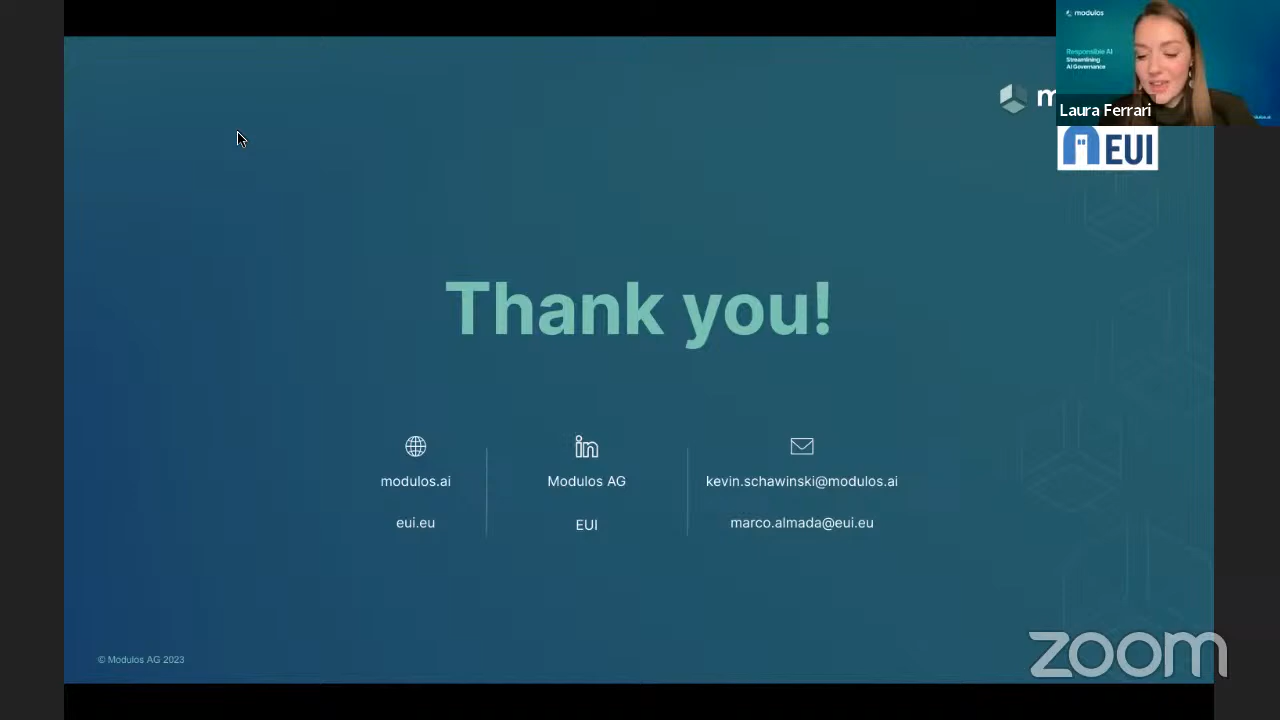 modulos
Responsible AI
Streamlining
AI Governance
Laura Ferrari
m
EUI
Thank you!
in
modulos.ai
Modulos AG
kevin.schawinski@modulos.ai
eui.eu
EUI
marco.almada@eui.eu
© Modulos AG 2023
zoom